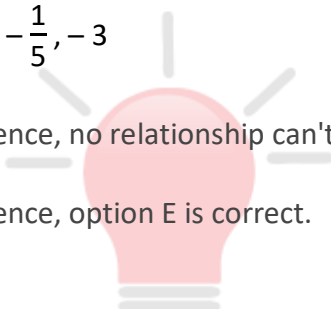 – 1/5 , – 3
ence, no relationship can't
ence, option E is correct.